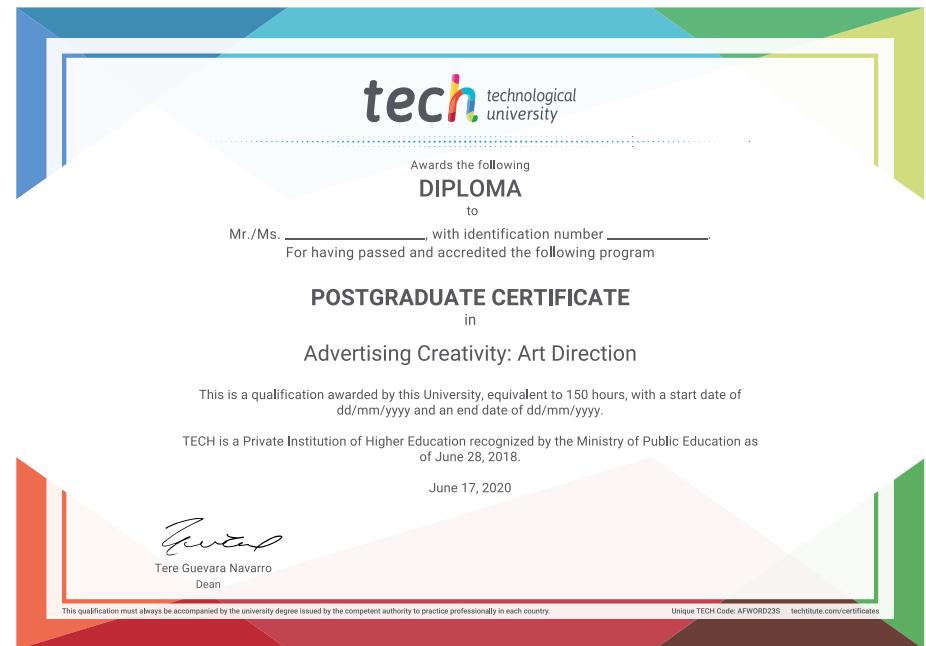 tech technological
university
Awards the following
DIPLOMA
to
Mr./Ms. ____________________, with identification number ______________.
For having passed and accredited the following program
POSTGRADUATE CERTIFICATE
in
Advertising Creativity: Art Direction
This is a qualification awarded by this University, equivalent to 150 hours, with a start date of
dd/mm/yyyy and an end date of dd/mm/yyyy.
TECH is a Private Institution of Higher Education recognized by the Ministry of Public Education as
of June 28, 2018.
June 17, 2020
Tere Guevara Navarro
Dean
This qualification must always be accompanied by the university degree issued by the competent authority to practice professionally in each country.
Unique TECH Code: AFWORD23S techtitute.com/certificates